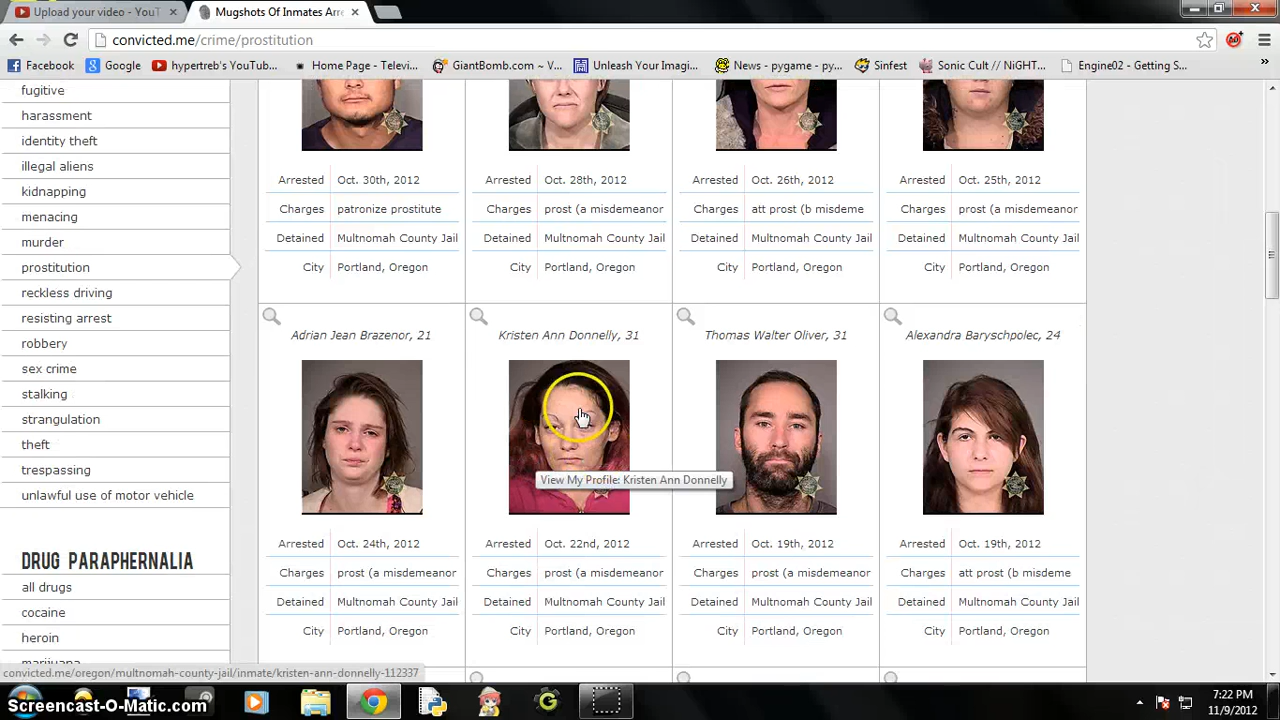 Upload your video - YouT
Mugshots Of Inmates Arre
convicted.me/crime/prostitution
Facebook
Google
hypertreb's YouTub...
Home Page - Televi...
GiantBomb.com ~ V...
Unleash Your Imagi...
News - pygame - py...
Sinfest
Sonic Cult // NiGHT...
Engine02 - Getting S...
»
fugitive
harassment
identity theft
illegal aliens
kidnapping
menacing
murder
prostitution
reckless driving
resisting arrest
robbery
sex crime
stalking
strangulation
theft
trespassing
unlawful use of motor vehicle
DRUG PARAPHERNALIA
all drugs
cocaine
heroin
marijuana
Arrested Oct. 30th, 2012
Charges patronize prostitute
Detained Multnomah County Jail
City Portland, Oregon
Arrested Oct. 28th, 2012
Charges prost (a misdemeanor
Detained Multnomah County Jail
City Portland, Oregon
Arrested Oct. 26th, 2012
Charges att prost (b misdeme
Detained Multnomah County Jail
City Portland, Oregon
Arrested Oct. 25th, 2012
Charges prost (a misdemeanor
Detained Multnomah County Jail
City Portland, Oregon
Adrian Jean Brazenor, 21
Arrested Oct. 24th, 2012
Charges prost (a misdemeanor
Detained Multnomah County Jail
City Portland, Oregon
Kristen Ann Donnelly, 31
View My Profile: Kristen Ann Donnelly
Arrested Oct. 22nd, 2012
Charges prost (a misdemeanor
Detained Multnomah County Jail
City Portland, Oregon
Thomas Walter Oliver, 31
Arrested Oct. 19th, 2012
Charges prost (a misdemeanor
Detained Multnomah County Jail
City Portland, Oregon
Alexandra Baryschpolec, 24
Arrested Oct. 19th, 2012
Charges att prost (b misdeme
Detained Multnomah County Jail
City Portland, Oregon
convicted.me/oregon/multnomah-county-jail/inmate/kristen-ann-donnelly-112337
Screencast-O-Matic.com
7:22 PM
11/9/2012